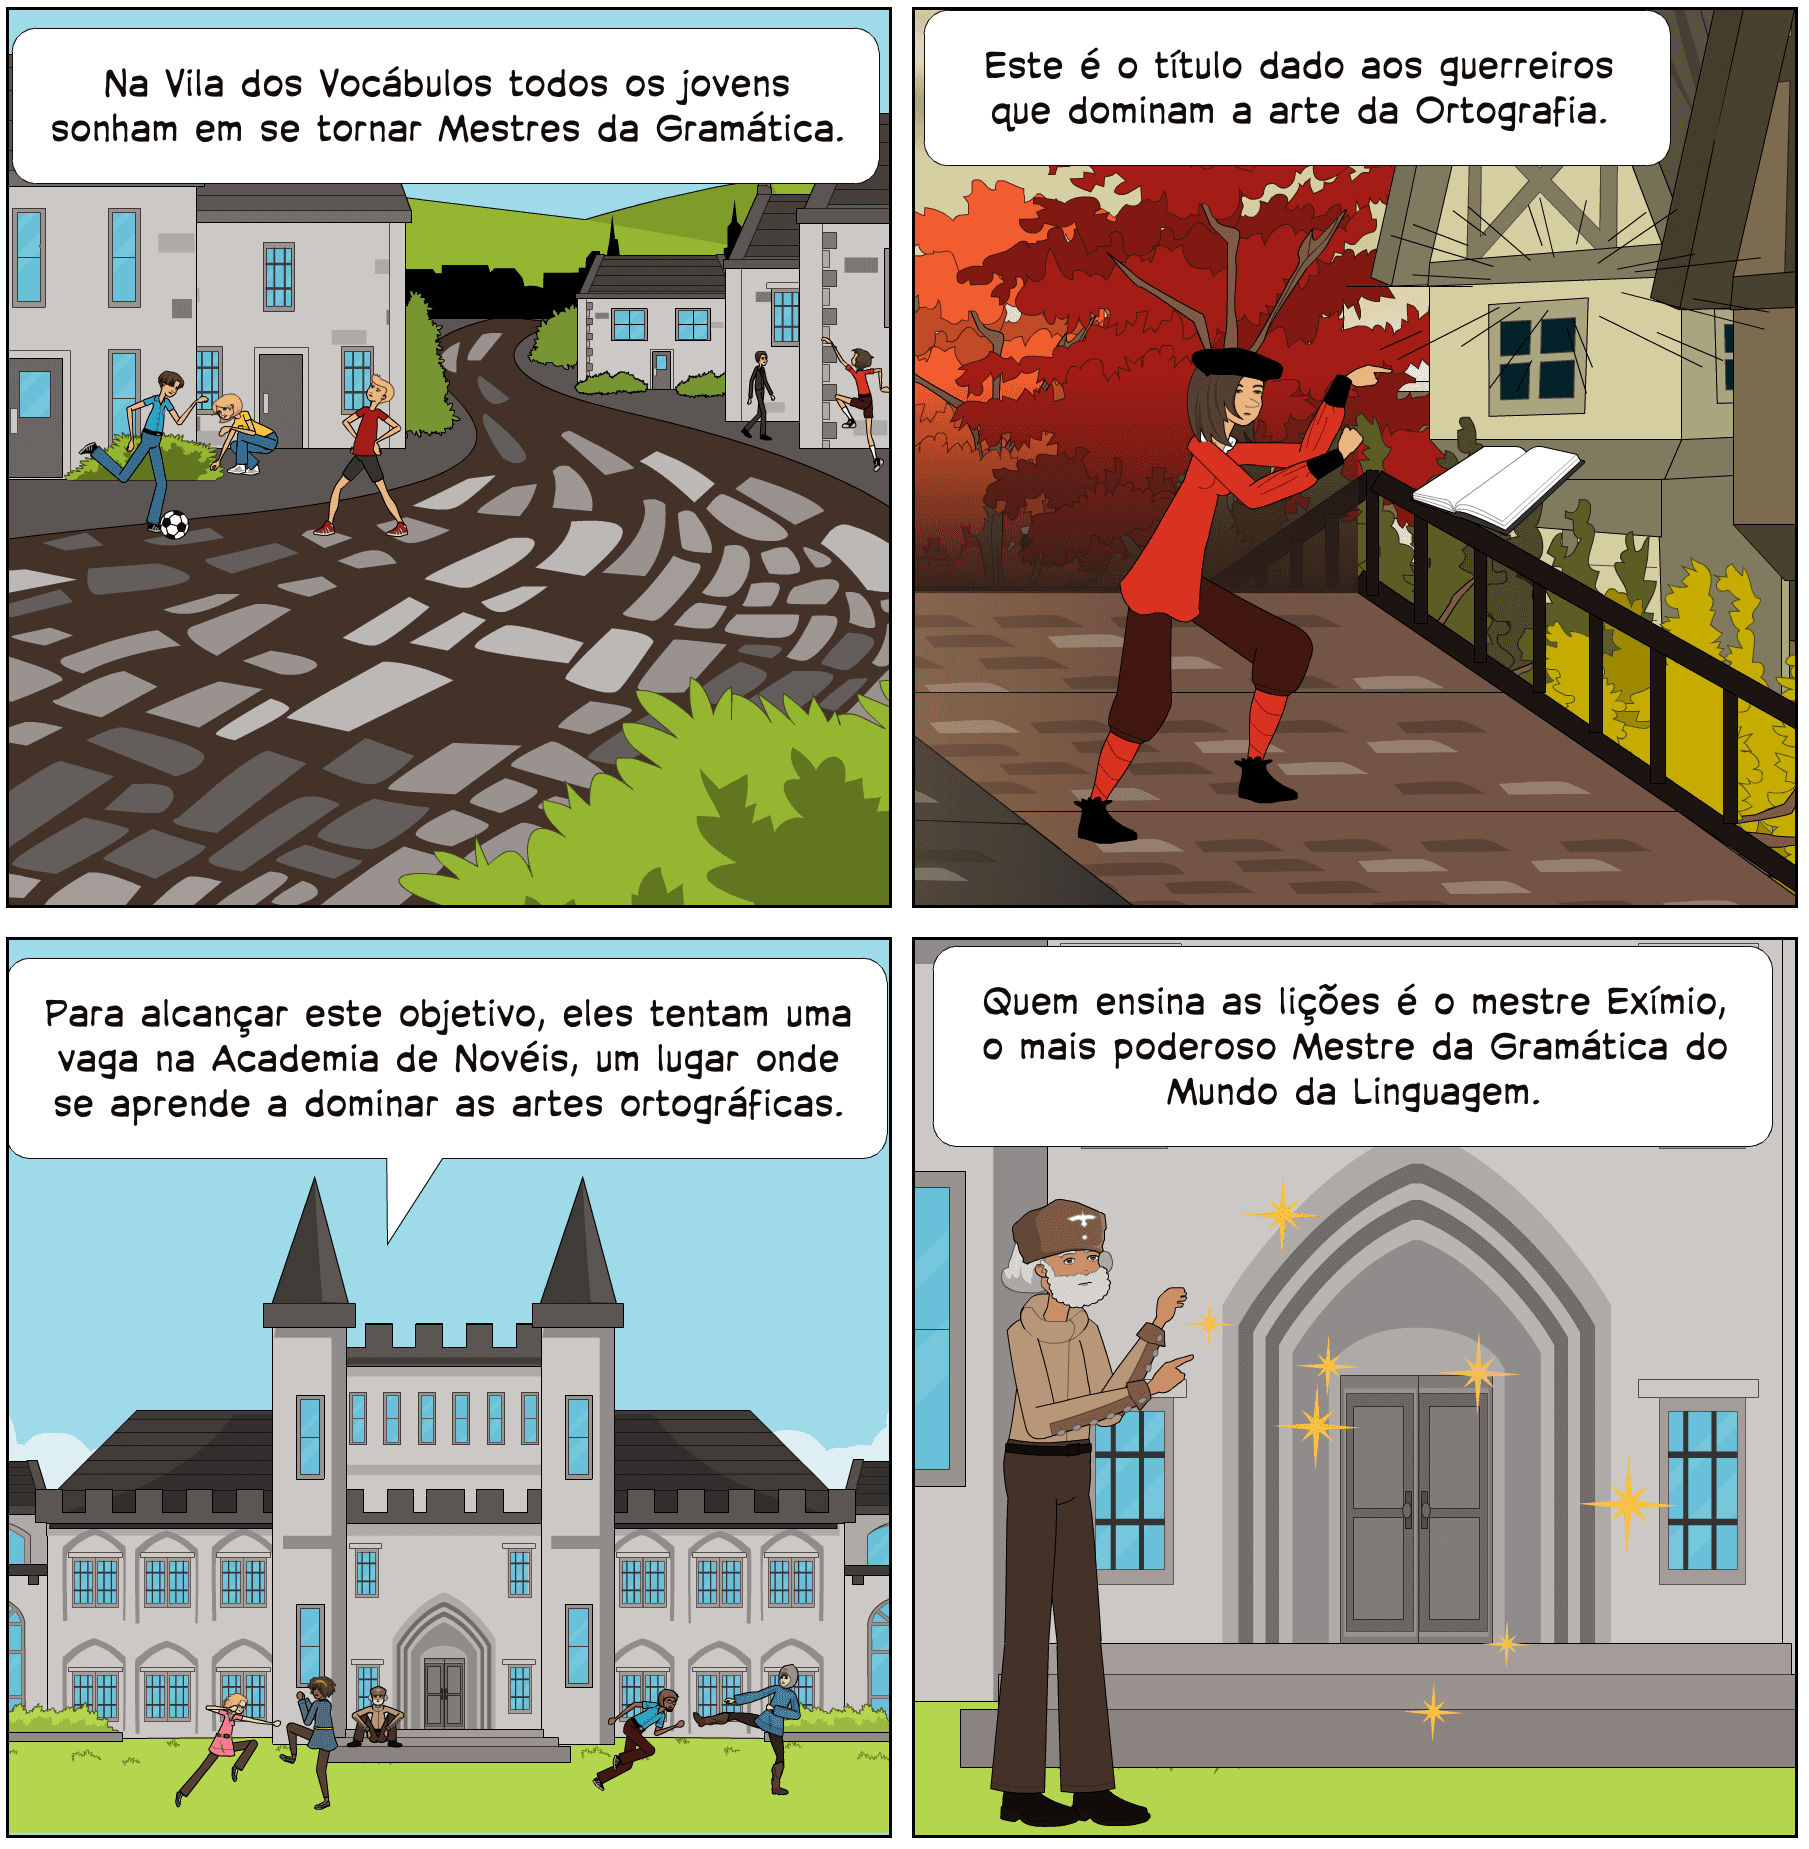 Na Vila dos Vocábulos todos os jovens
sonham em se tornar Mestres da Gramática.
Este é o título dado aos guerreiros
que dominam a arte da Ortografia.
Para alcançar este objetivo, eles tentam uma
vaga na Academia de Novéis, um lugar onde
se aprende a dominar as artes ortográficas.
Quem ensina as lições é o mestre Exímio,
o mais poderoso Mestre da Gramática do
Mundo da Linguagem.